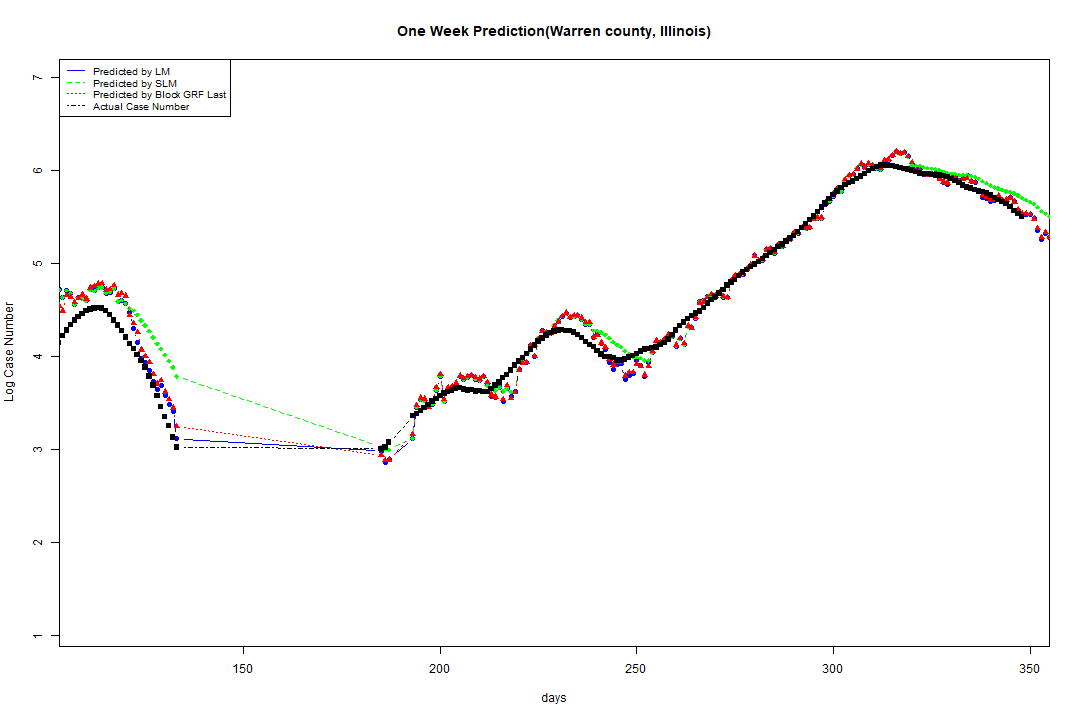 One Week Prediction(Warren county, Illinois)
Predicted by LM
Predicted by SLM
Predicted by Block GRF Last
Actual Case Number
7
6
5
4
3
2
1
Log Case Number
150 200 250 300 350
days